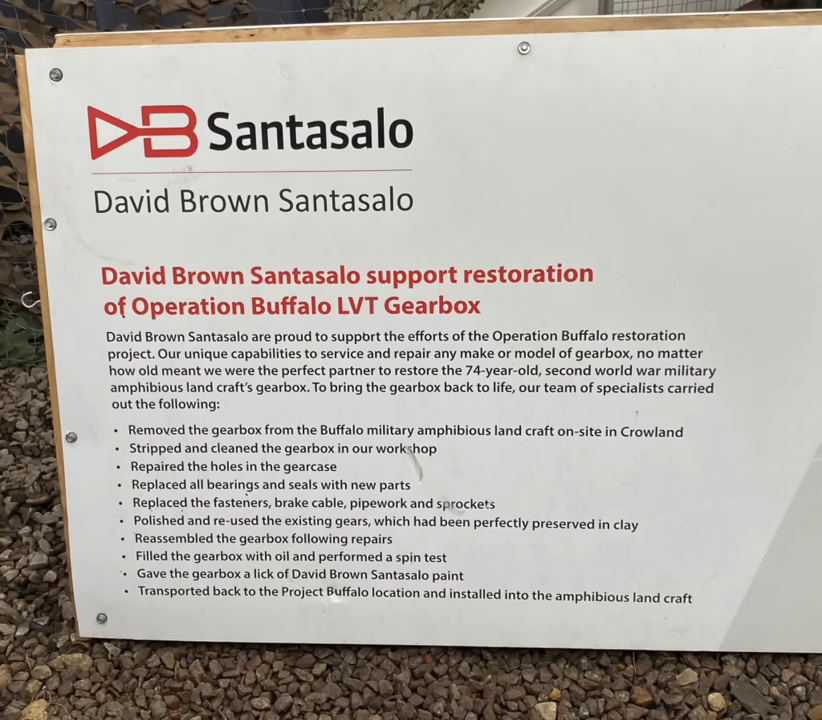 DB Santasalo
David Brown Santasalo
David Brown Santasalo support restoration
of Operation Buffalo LVT Gearbox
David Brown Santasalo are proud to support the efforts of the Operation Buffalo restoration
project. Our unique capabilities to service and repair any make or model of gearbox, no matter
how old meant we were the perfect partner to restore the 74-year-old, second world war military
amphibious land craft's gearbox. To bring the gearbox back to life, our team of specialists carried
out the following:
• Removed the gearbox from the Buffalo military amphibious land craft on-site in Crowland
• Stripped and cleaned the gearbox in our workshop
• Repaired the holes in the gearcase
• Replaced all bearings and seals with new parts
• Replaced the fasteners, brake cable, pipework and sprockets
• Polished and re-used the existing gears, which had been perfectly preserved in clay
• Reassembled the gearbox following repairs
• Filled the gearbox with oil and performed a spin test
• Gave the gearbox a lick of David Brown Santasalo paint
• Transported back to the Project Buffalo location and installed into the amphibious land craft